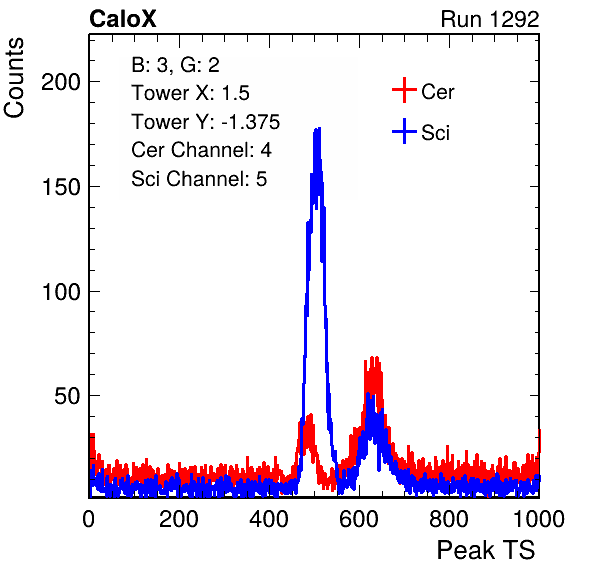 CaloX Run 1292
Counts
B: 3, G: 2
Tower X: 1.5
Tower Y: -1.375
Cer Channel: 4
Sci Channel: 5
Cer
Sci
200
150
100
50
0 200 400 600 800 1000
Peak TS